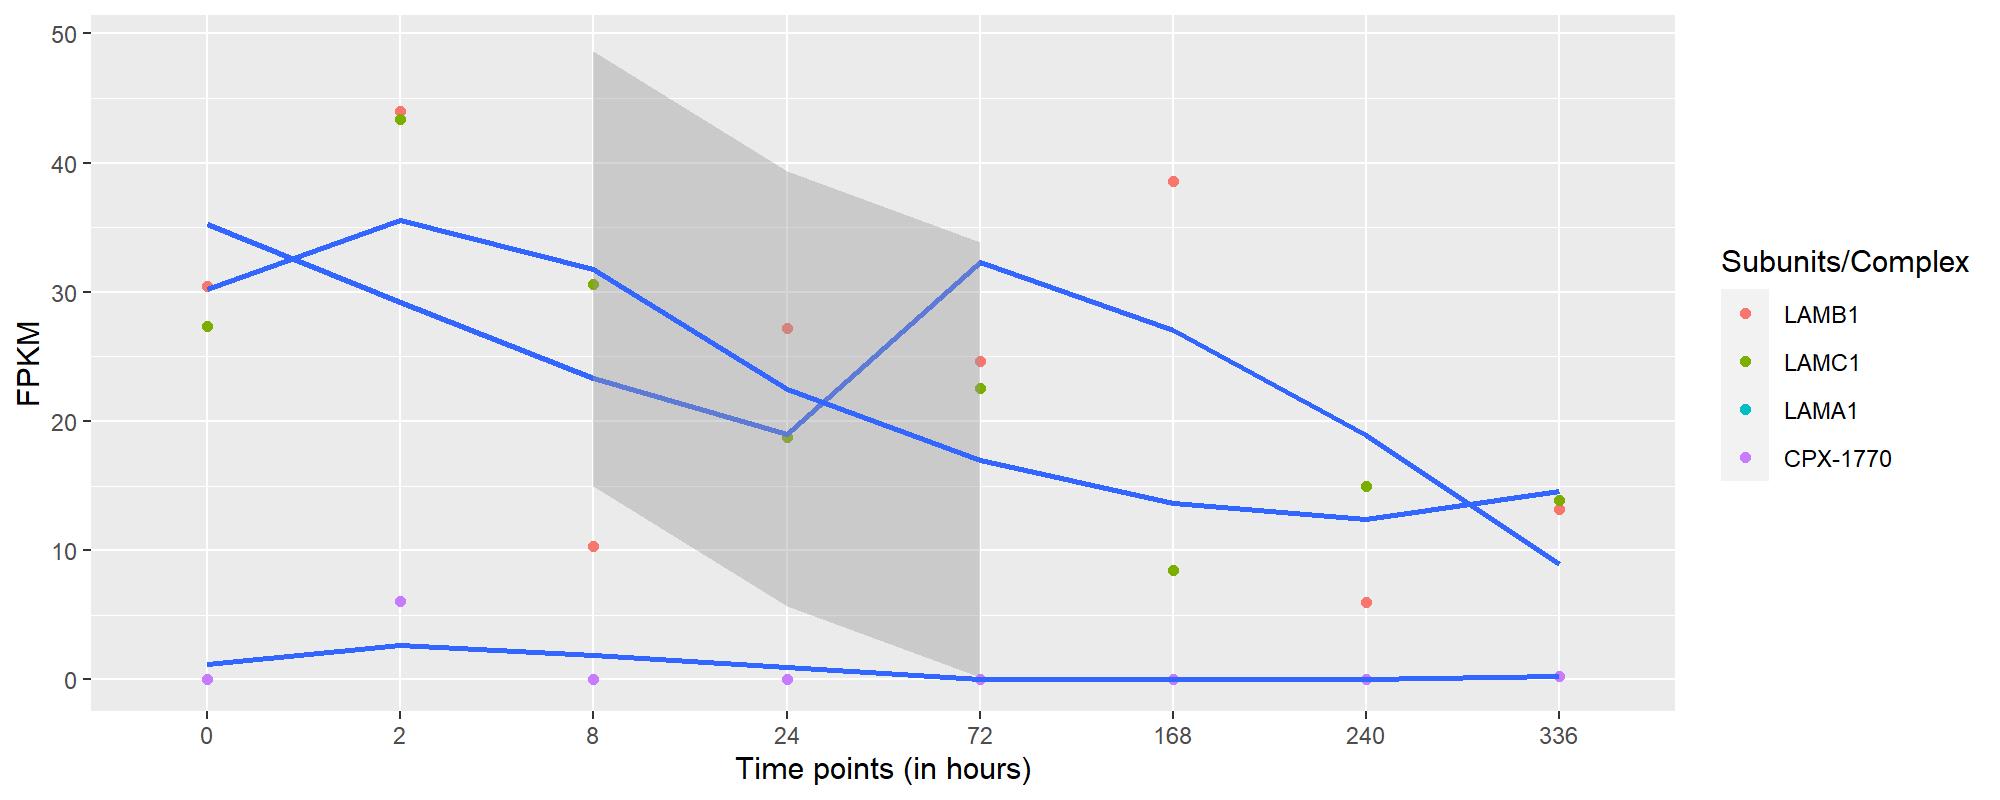 50
40
30
20
10
0
FPKM
0 2 8 24 72 168 240 336
Time points (in hours)
Subunits/Complex
LAMB1
LAMC1
LAMA1
CPX-1770